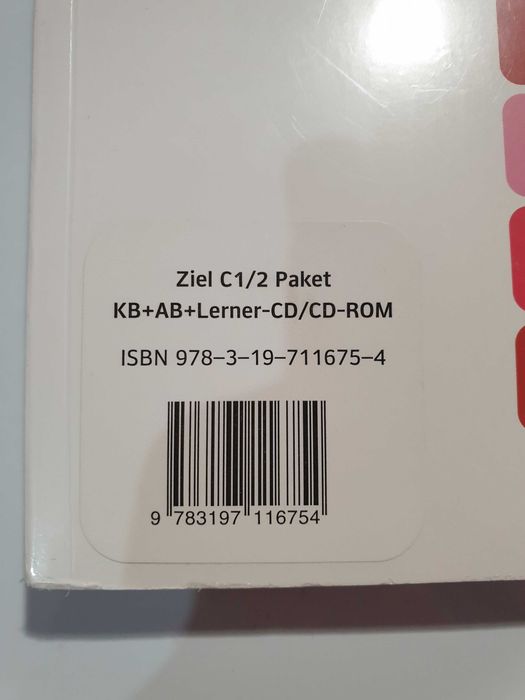 Ziel C1/2 Paket
KB+AB+Lerner-CD/CD-ROM
ISBN 978–3–19–711675–4
9 783197 116754